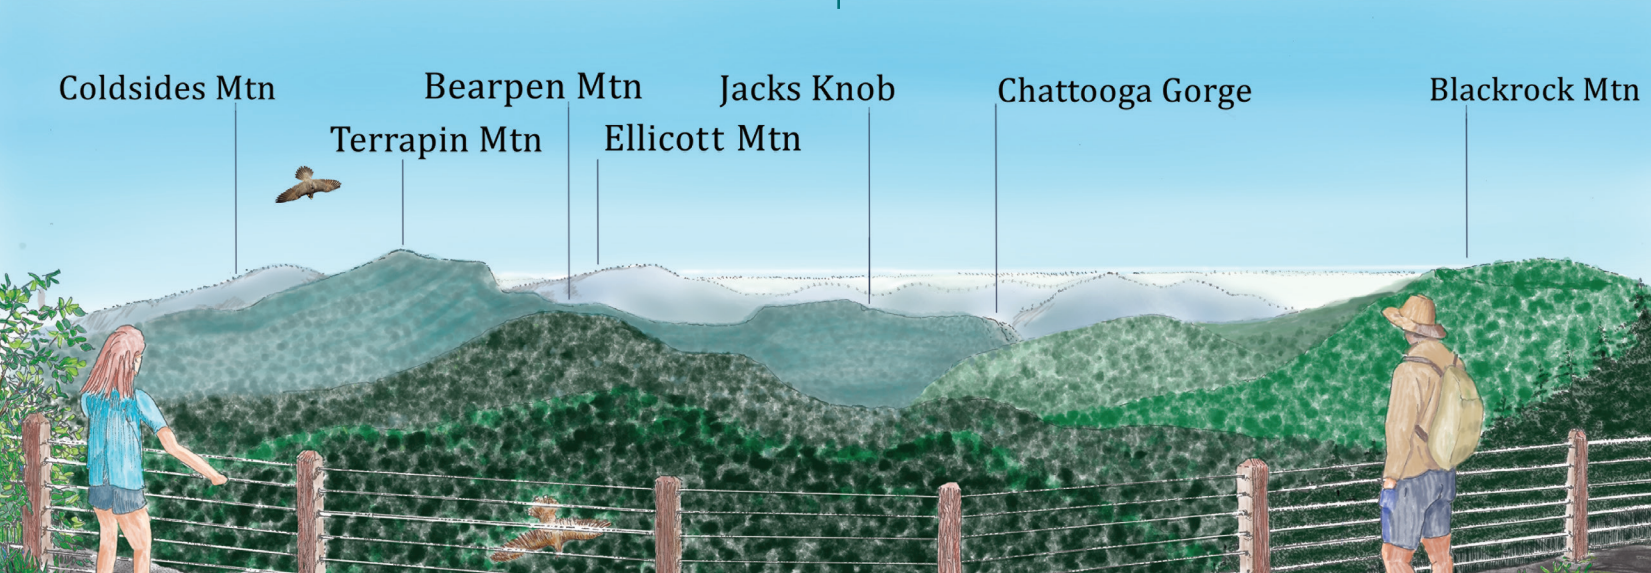 Coldsides Mtn
Bearpen Mtn
Jacks Knob
Chattooga Gorge
Blackrock Mtn
Terrapin Mtn
Ellicott Mtn